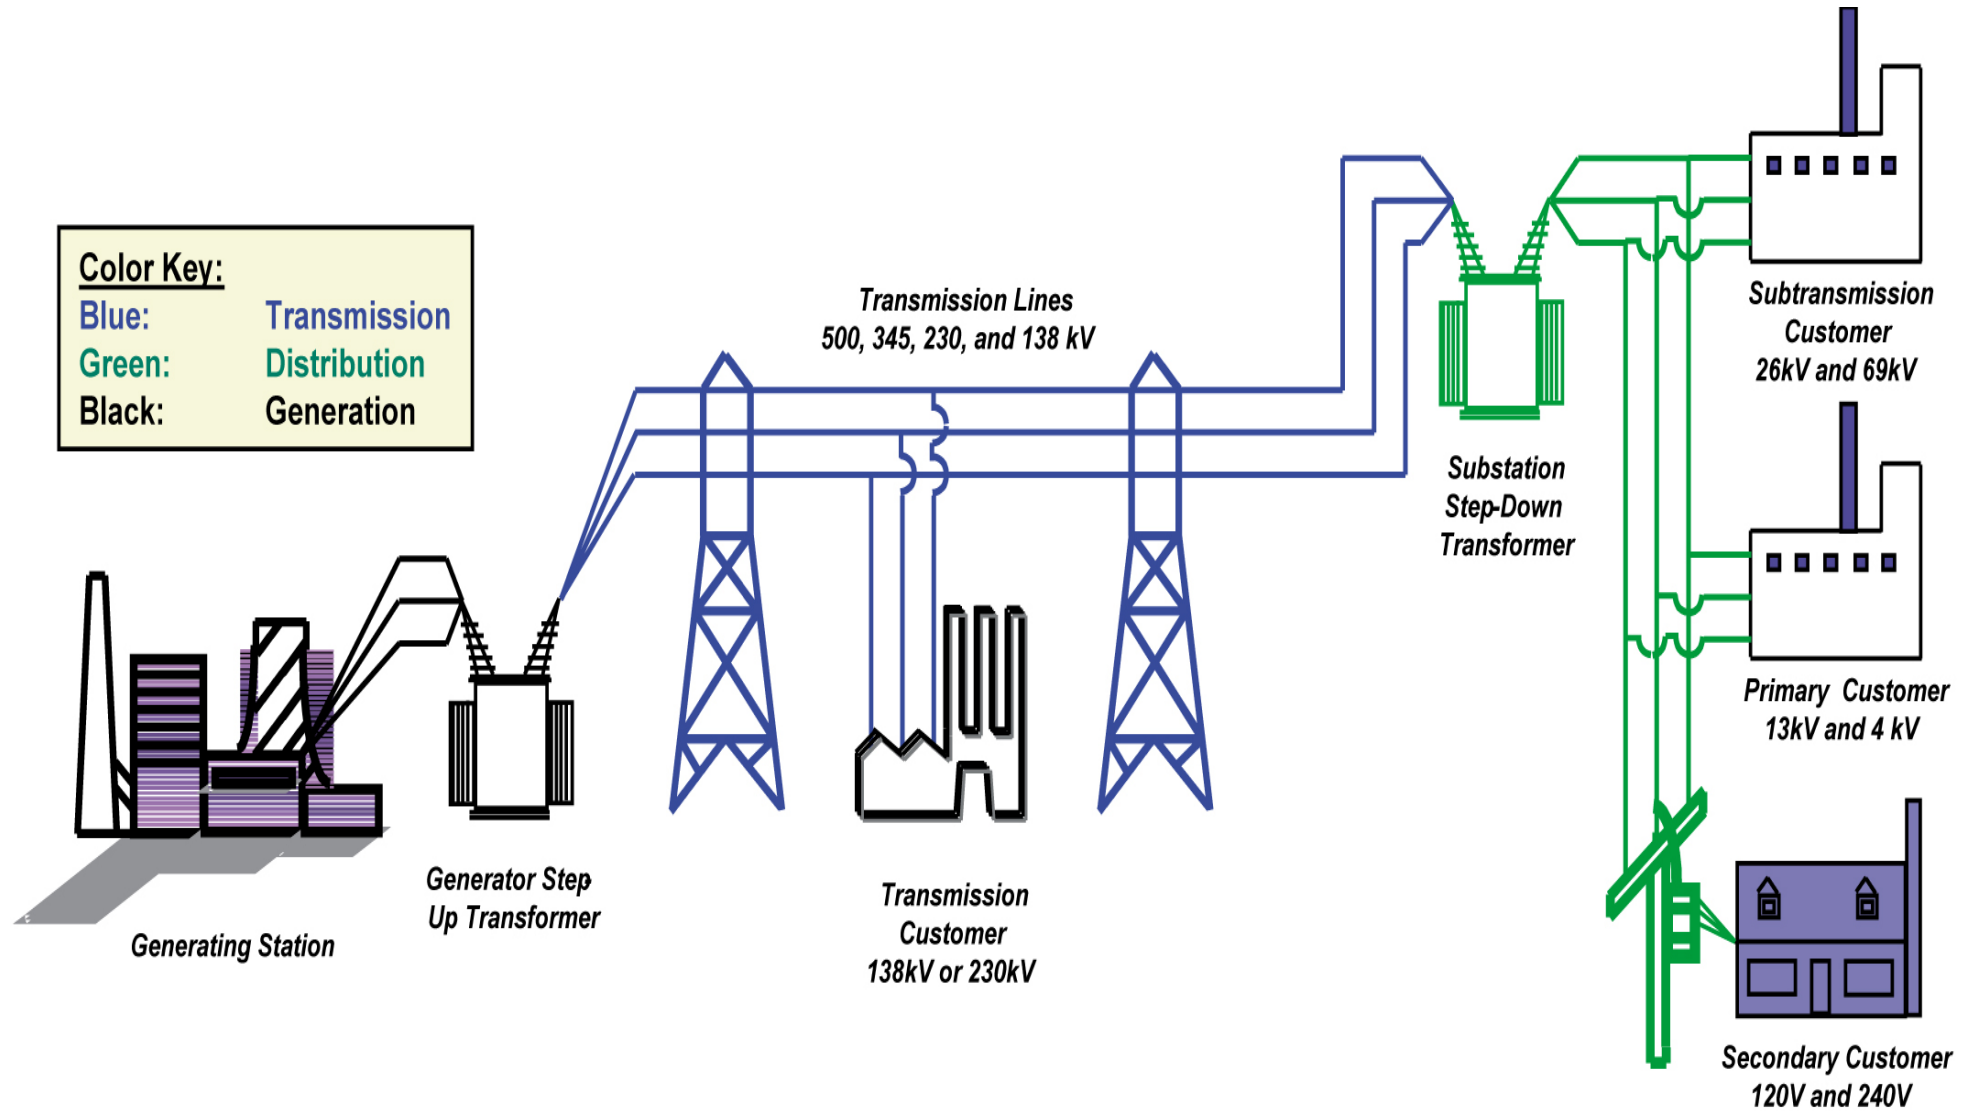 Color Key:
Blue: Transmission
Green: Distribution
Black: Generation
Transmission Lines
500, 345, 230, and 138 kV
Generating Station
Generator Step
Up Transformer
Transmission
Customer
138kV or 230kV
Substation
Step-Down
Transformer
Subtransmission
Customer
26kV and 69kV
Primary Customer
13kV and 4 kV
Secondary Customer
120V and 240V